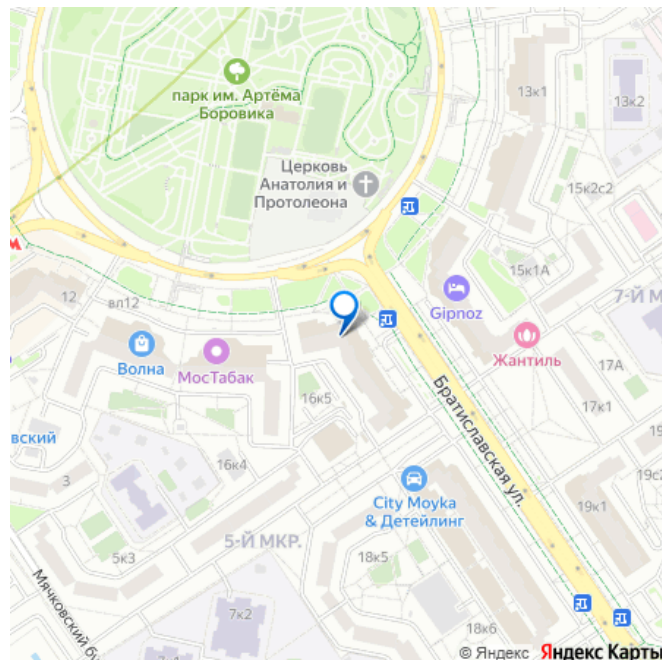 парк им. Артёма
Боровика
13к1
13к2
Церковь
Анатолия и
Протолеона
15к2с2
15к1А
7-Й М
12
вл12
Gipnoz
Волна
МосТабак
Жантиль
17А
17к1
16к5
Братиславская ул.
вский
3
16к4
19с2
City Moyka
& Детейлинг
19к1
5к3
5-Й МКР.
18к5
Мячковский б
7к2
18к6
© Яндекс Яндекс Карты